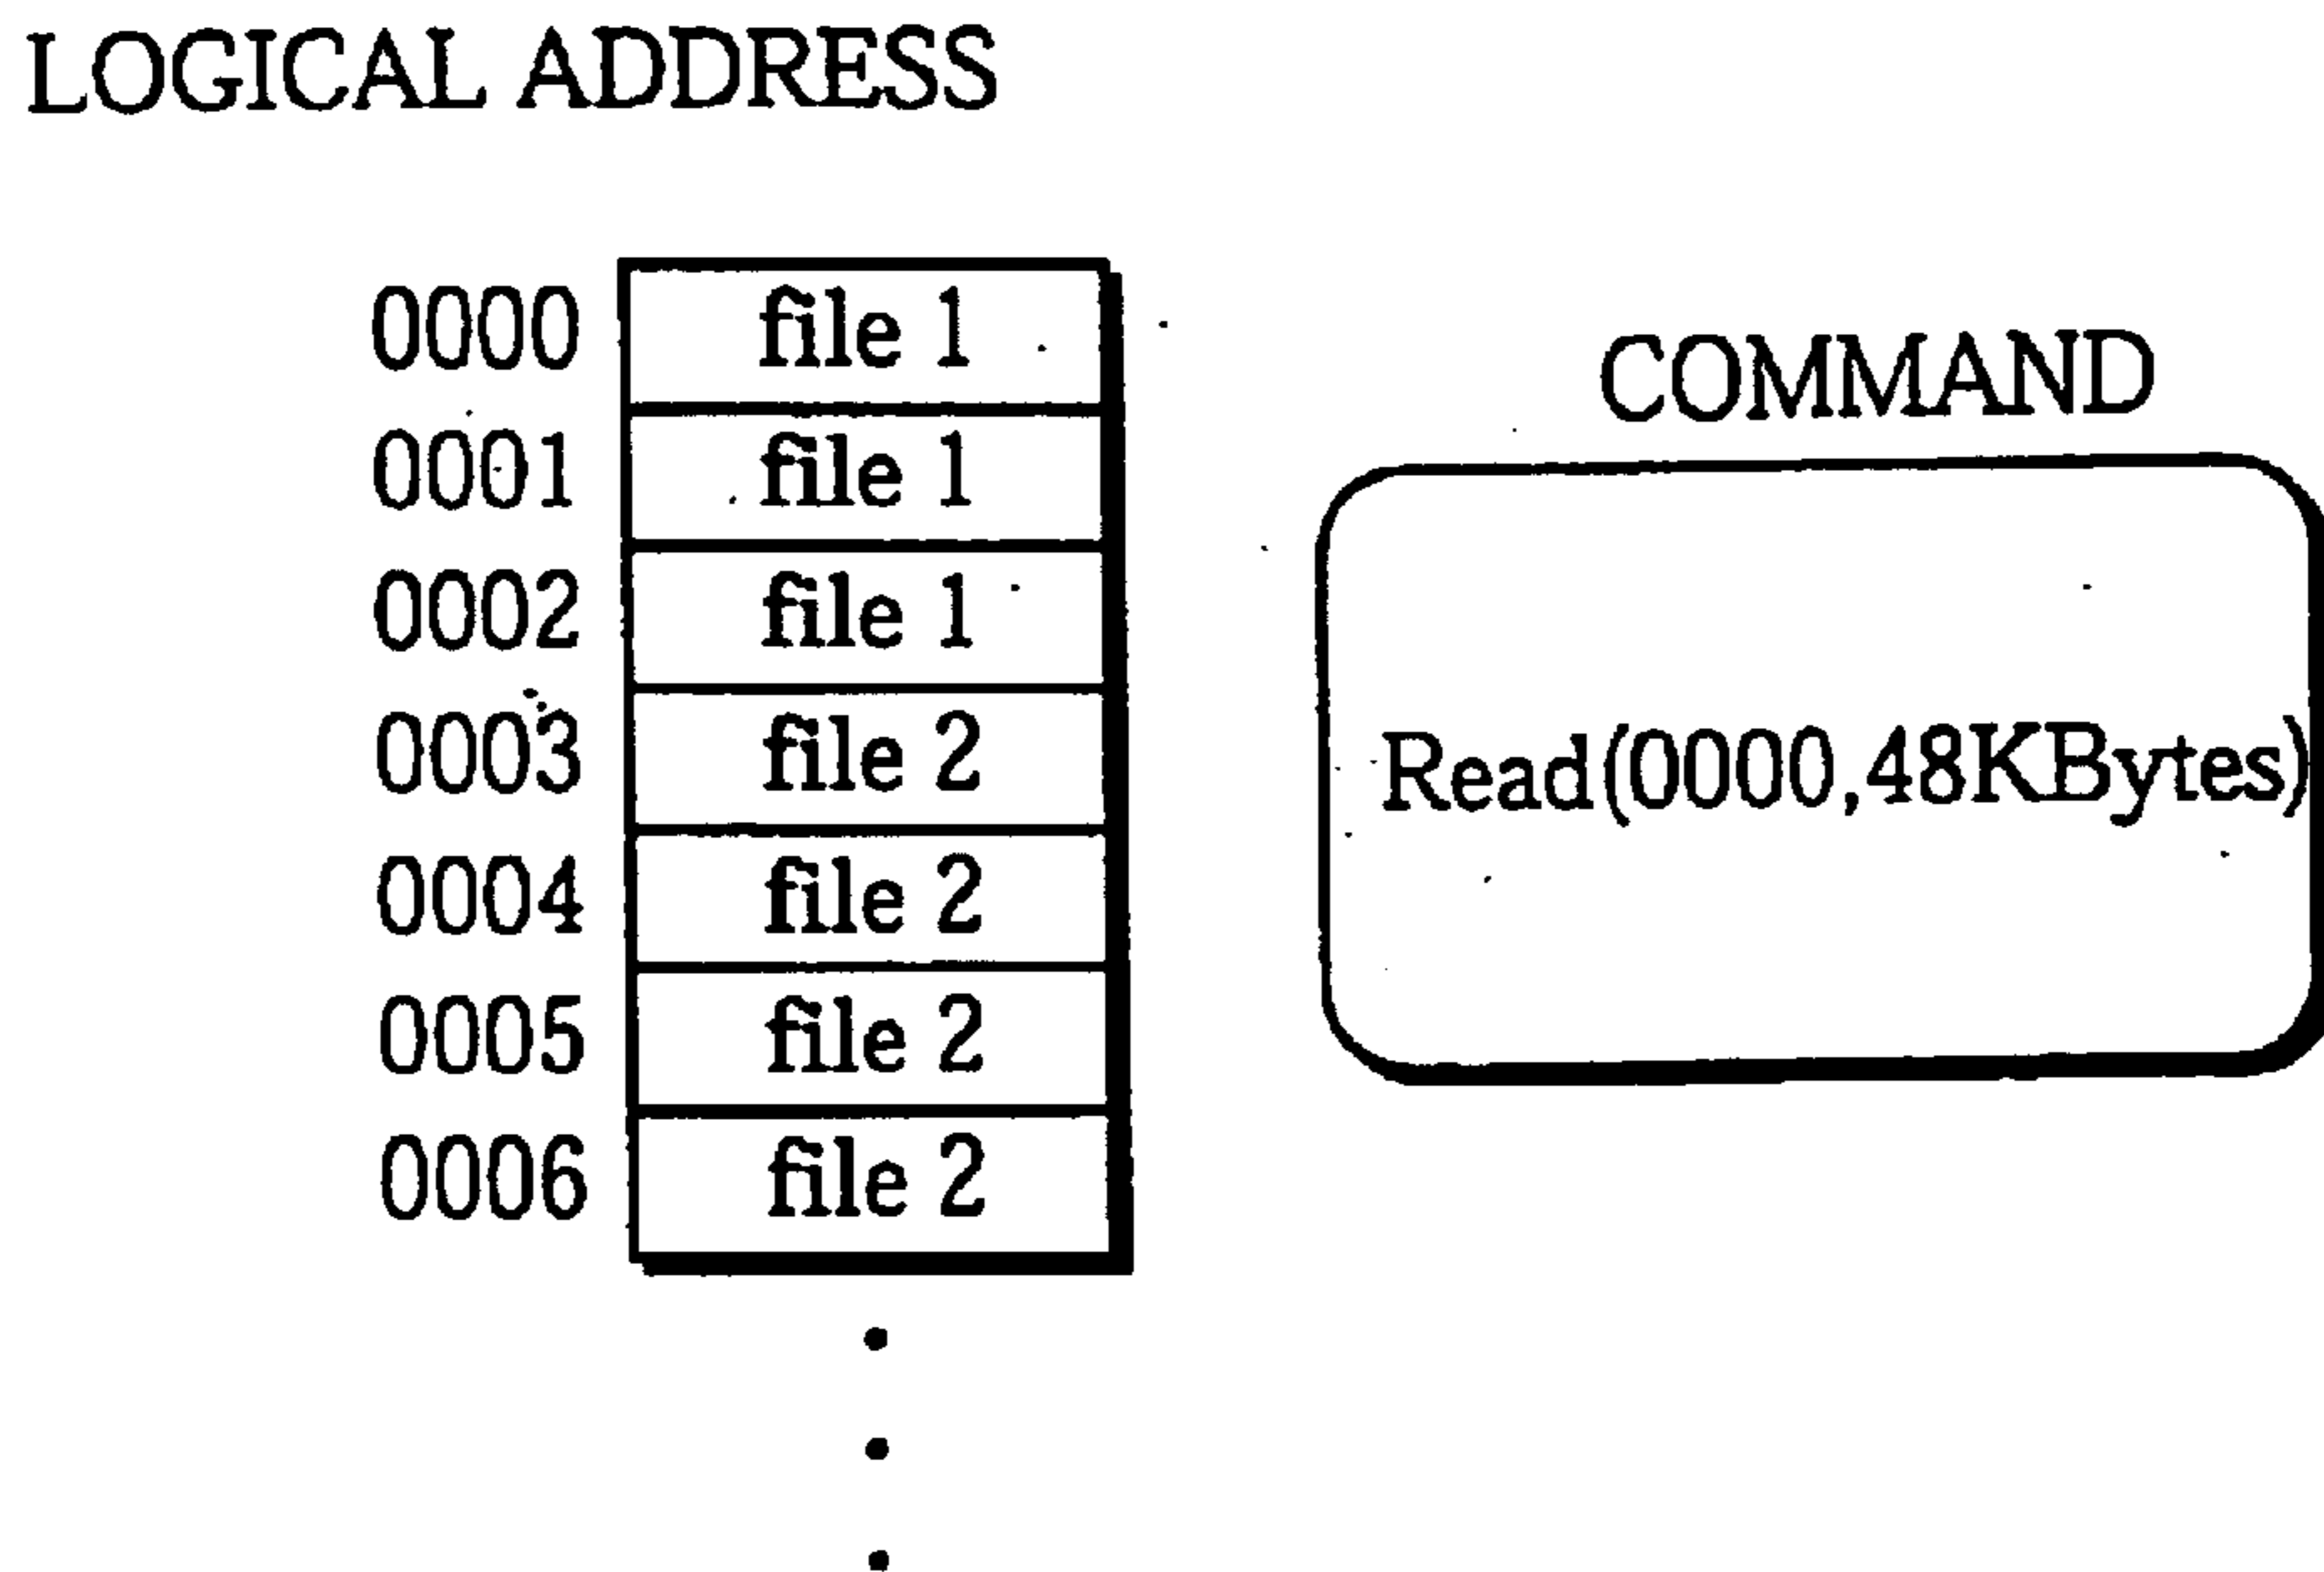 LOGICAL ADDRESS
0000 file 1
COMMAND
0001 file 1
0002 file 1
0003 file 2
Read(0000,48KBytes)
0004 file 2
0005 file 2
0006 file 2